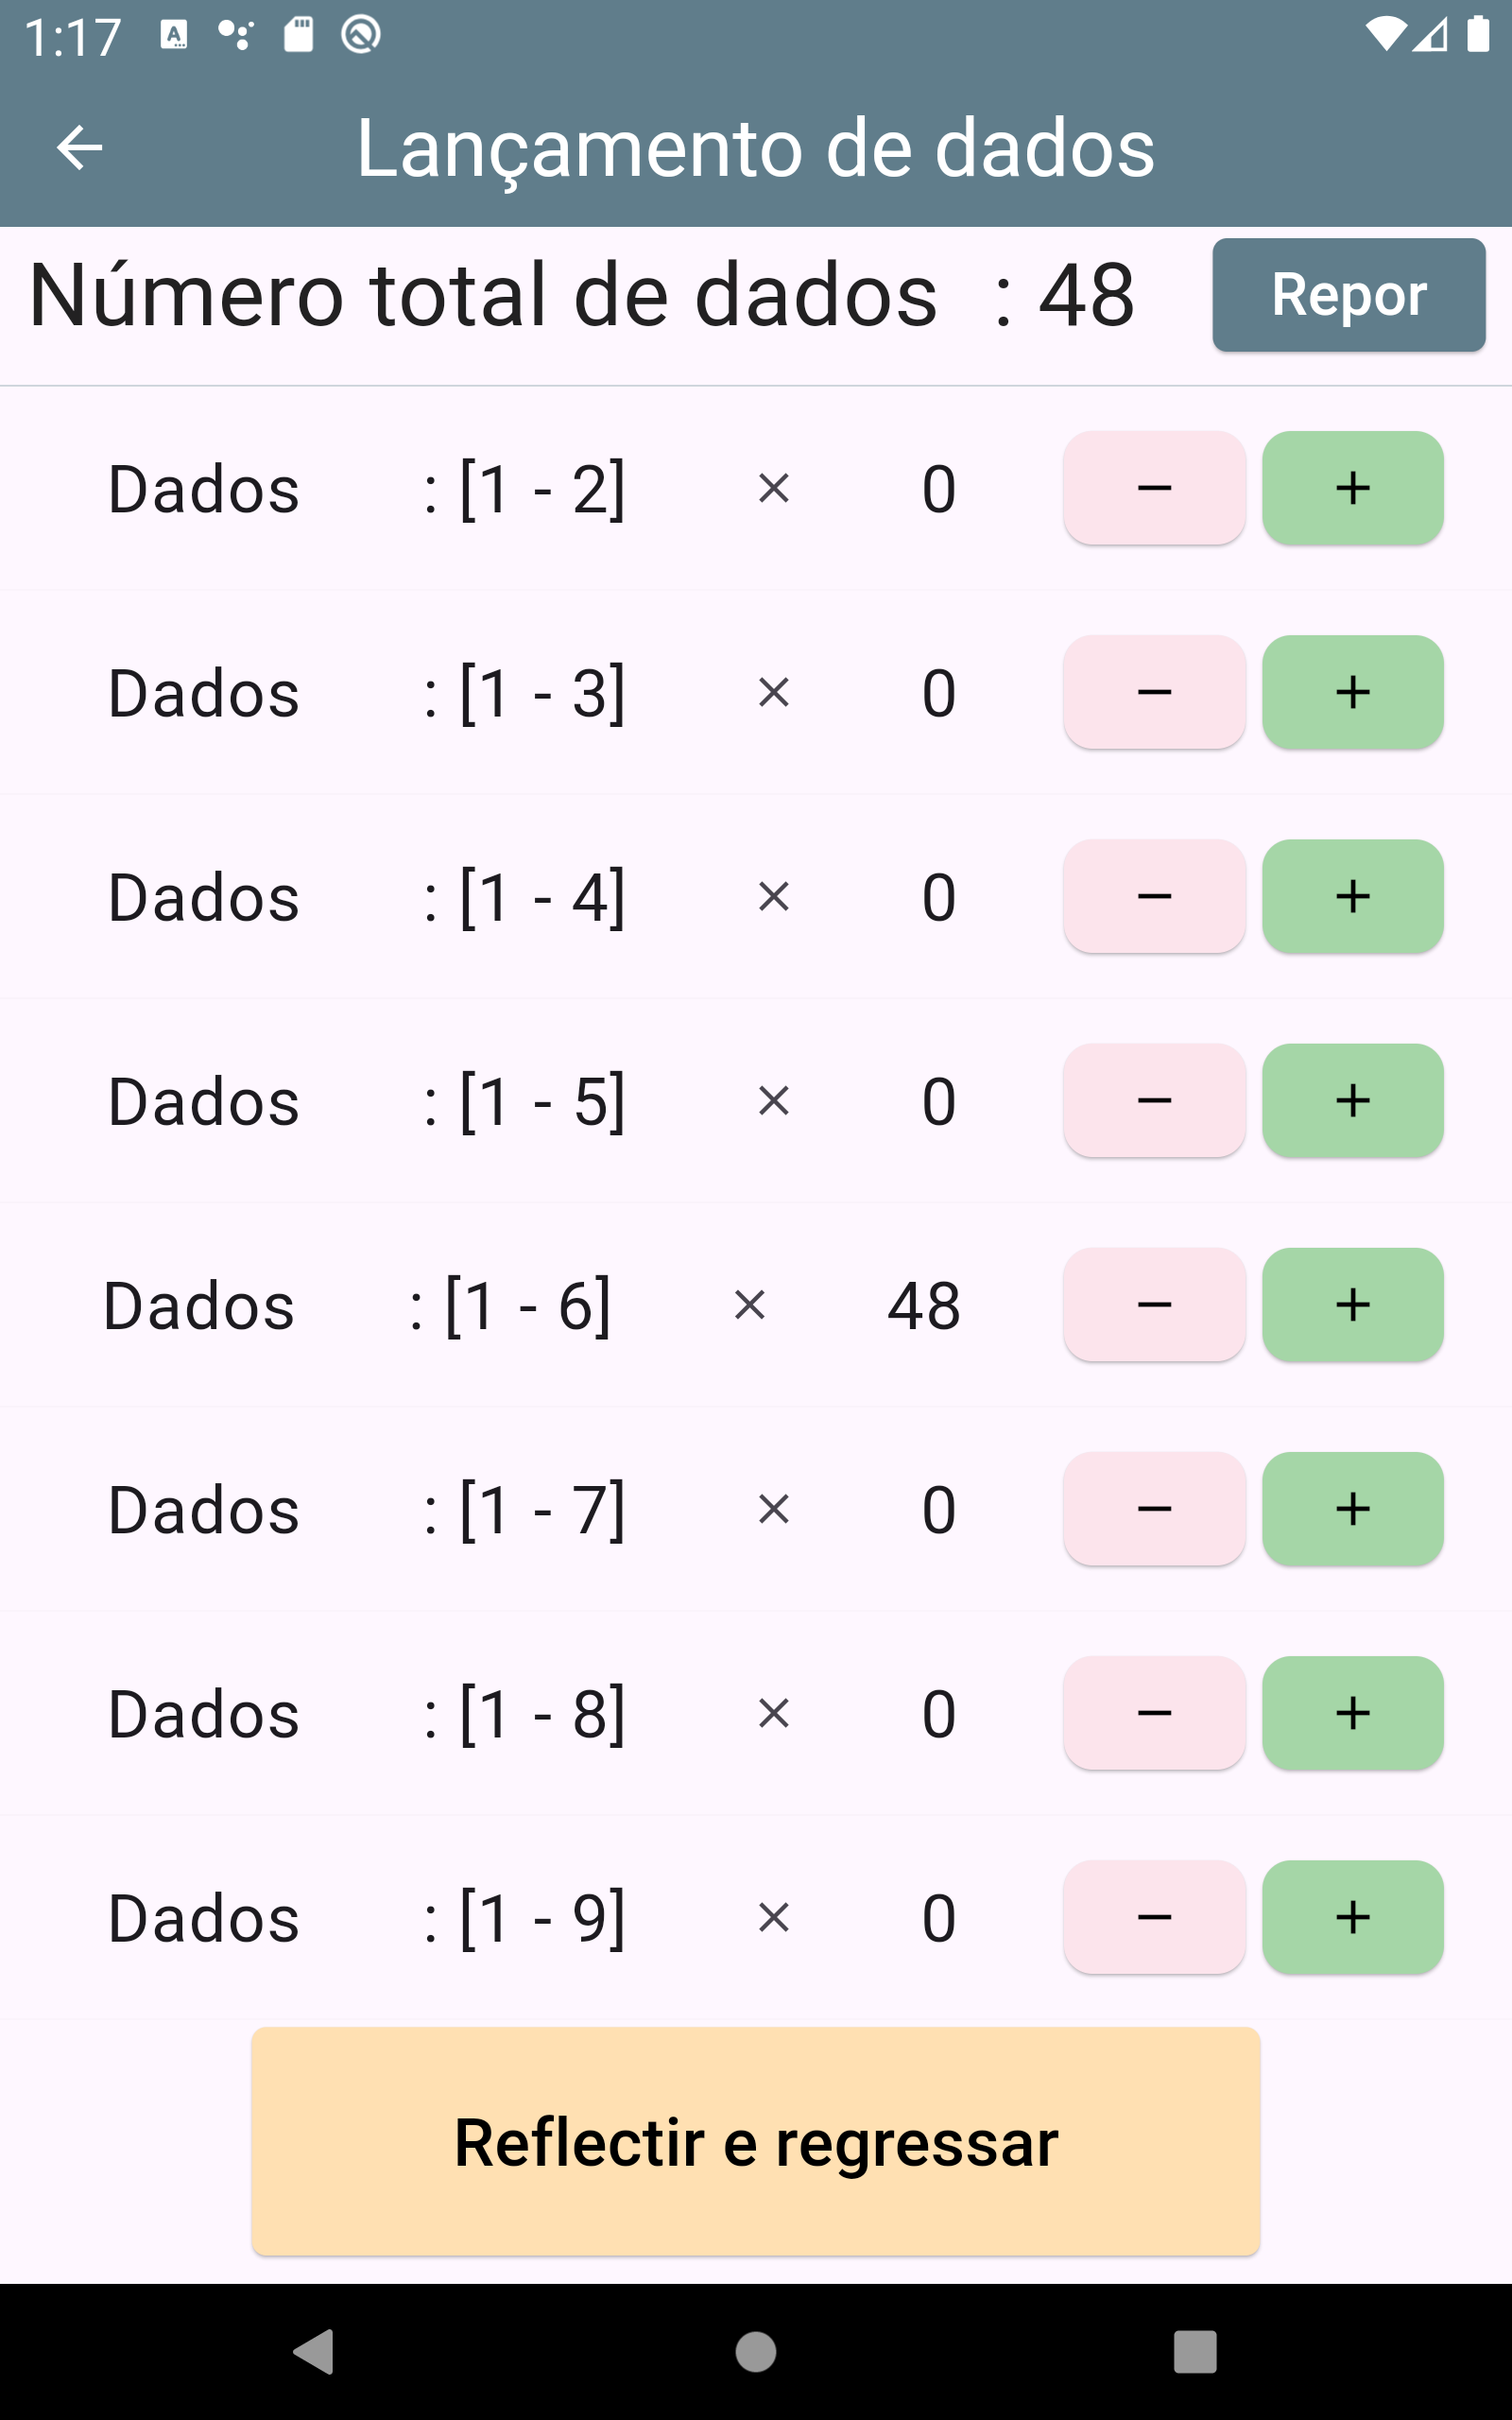 1:17
Lançamento de dados
Número total de dados : 48 Repor
Dados : [1 - 2] × 0 − +
Dados : [1 - 3] × 0 − +
Dados : [1 - 4] × 0 − +
Dados : [1 - 5] × 0 − +
Dados : [1 - 6] × 48 − +
Dados : [1 - 7] × 0 − +
Dados : [1 - 8] × 0 − +
Dados : [1 - 9] × 0 − +
Reflectir e regressar